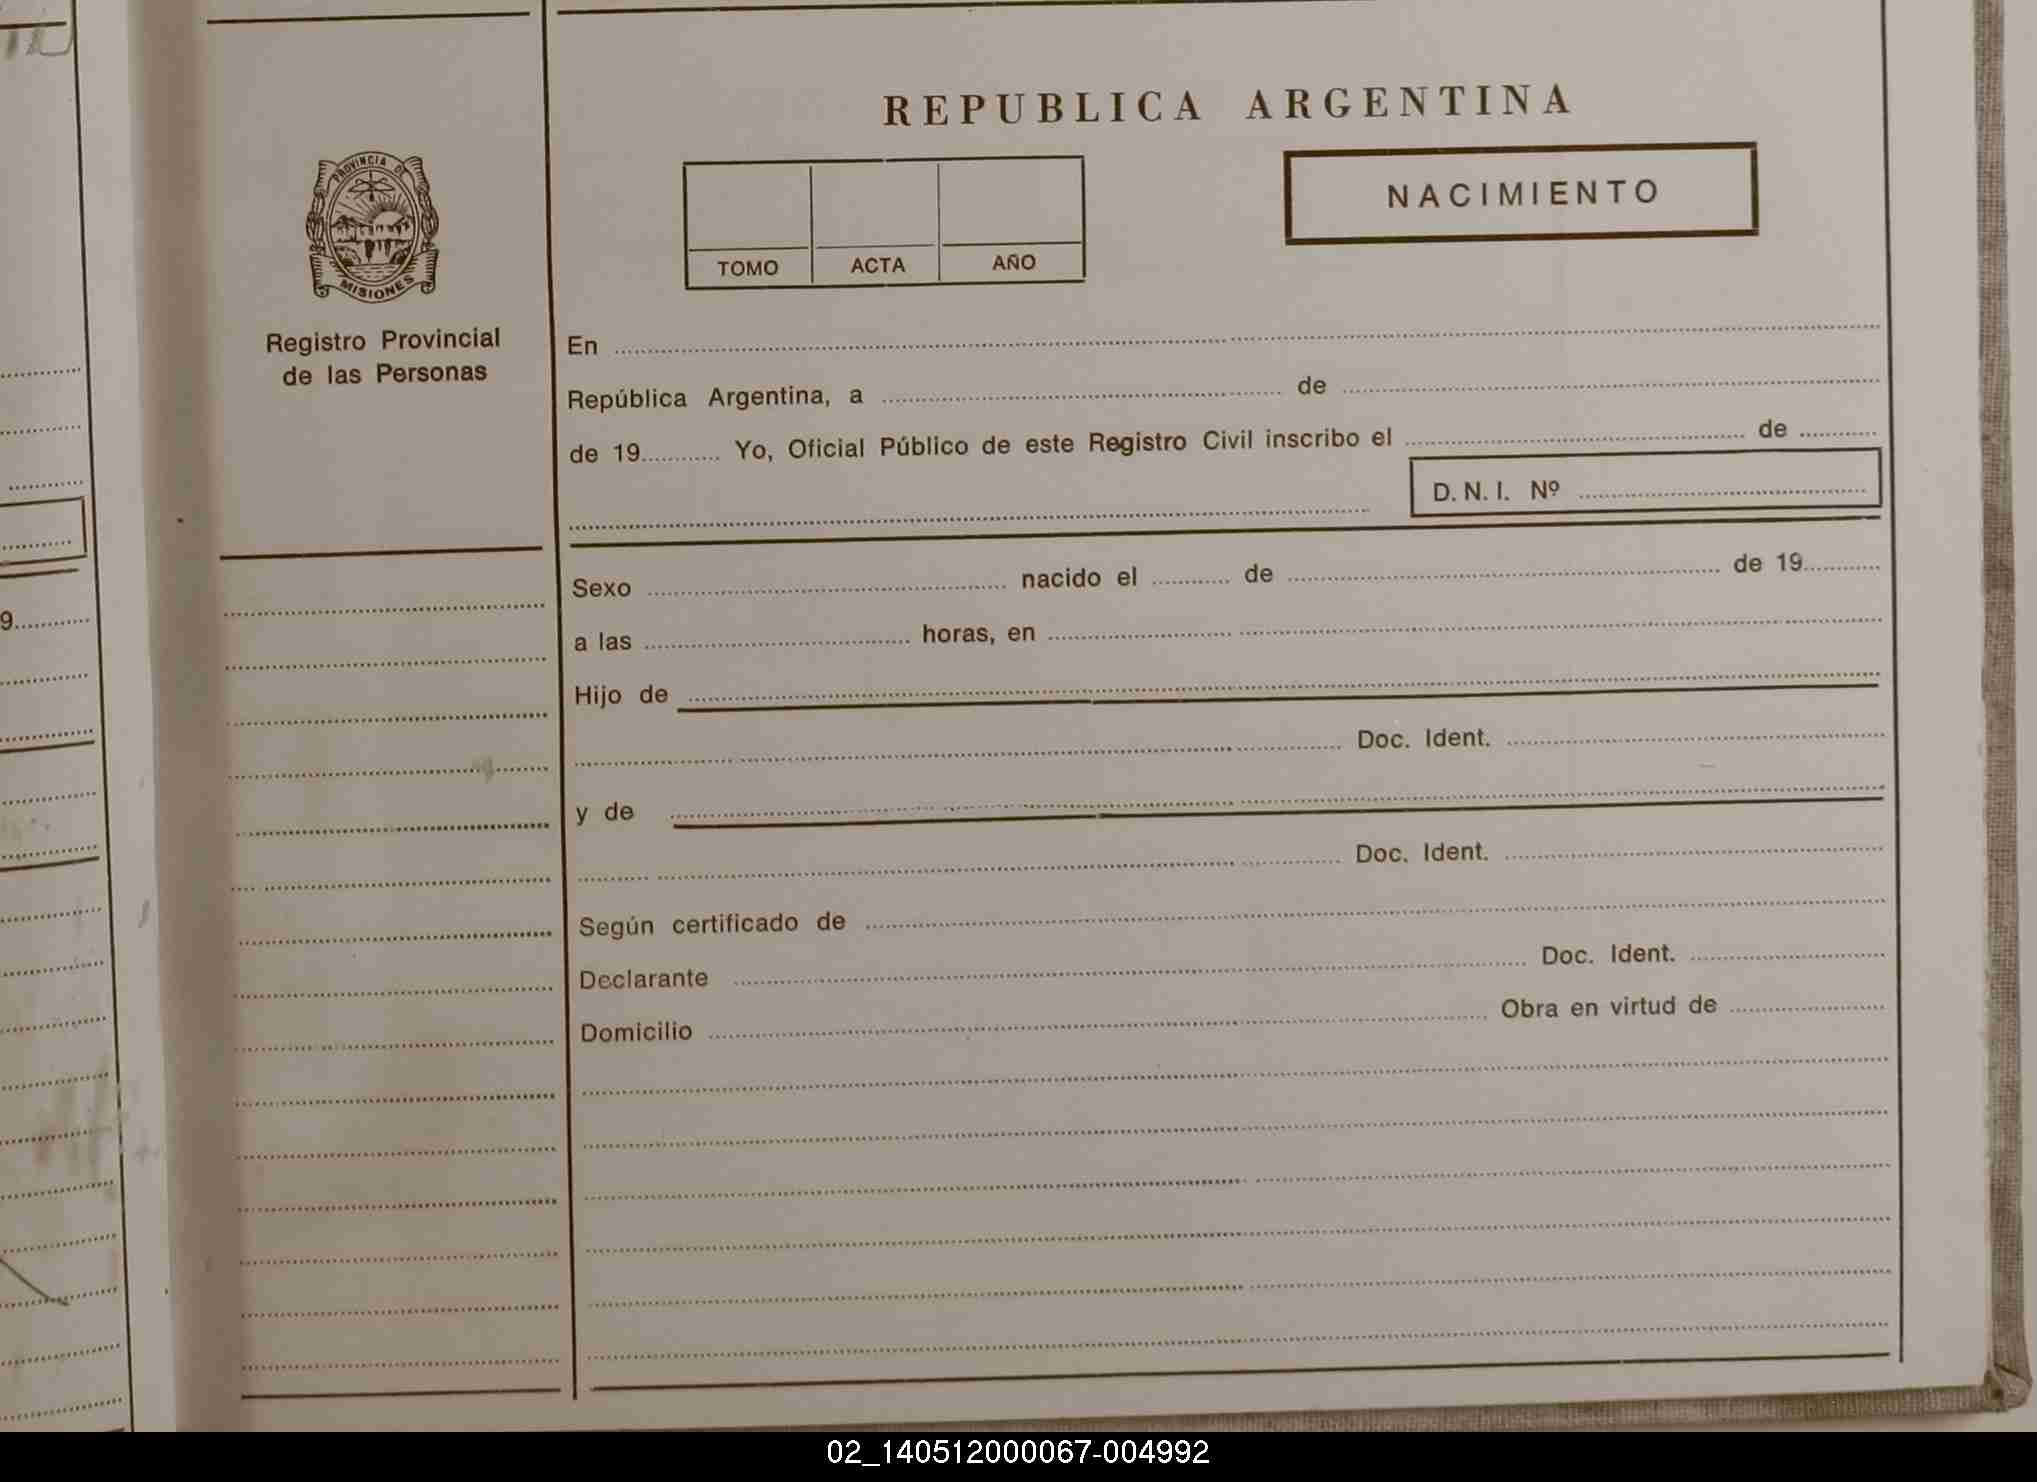 REPUBLICA ARGENTINA
PROVINCIA DE
MISIONES
Registro Provincial
de las Personas
NACIMIENTO
TOMO ACTA AÑO
En
República Argentina, a de
de 19 Yo, Oficial Público de este Registro Civil inscribo el de
D. N. I. Nº
Sexo nacido el de de 19
a las horas, en
Hijo de
Doc. Ident.
y de
Doc. Ident.
Según certificado de
Declarante Doc. Ident.
Domicilio Obra en virtud de
02_140512000067-004992